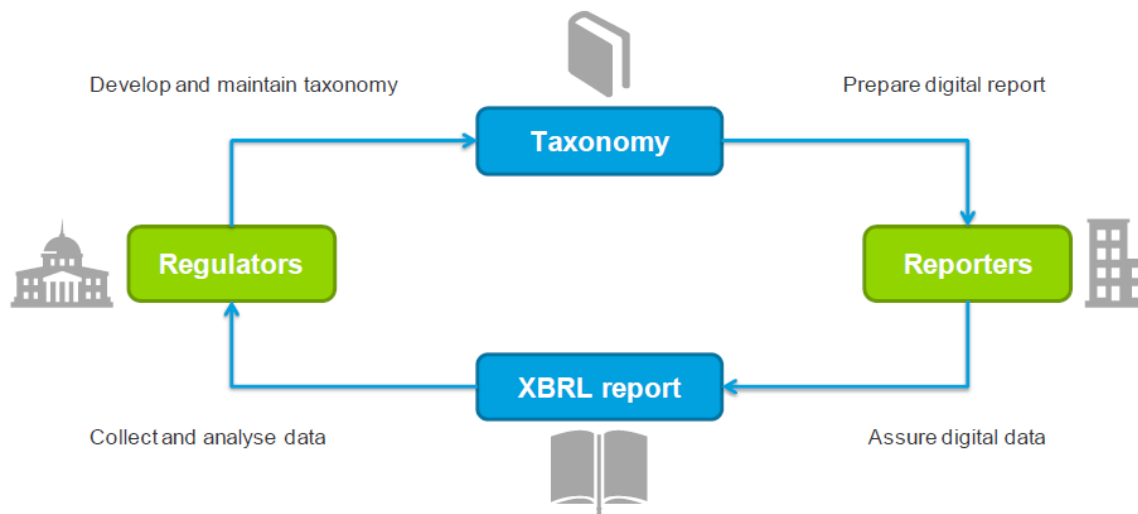 Develop and maintain taxonomy
Prepare digital report
Taxonomy
Regulators
Reporters
XBRL report
Collect and analyse data
Assure digital data